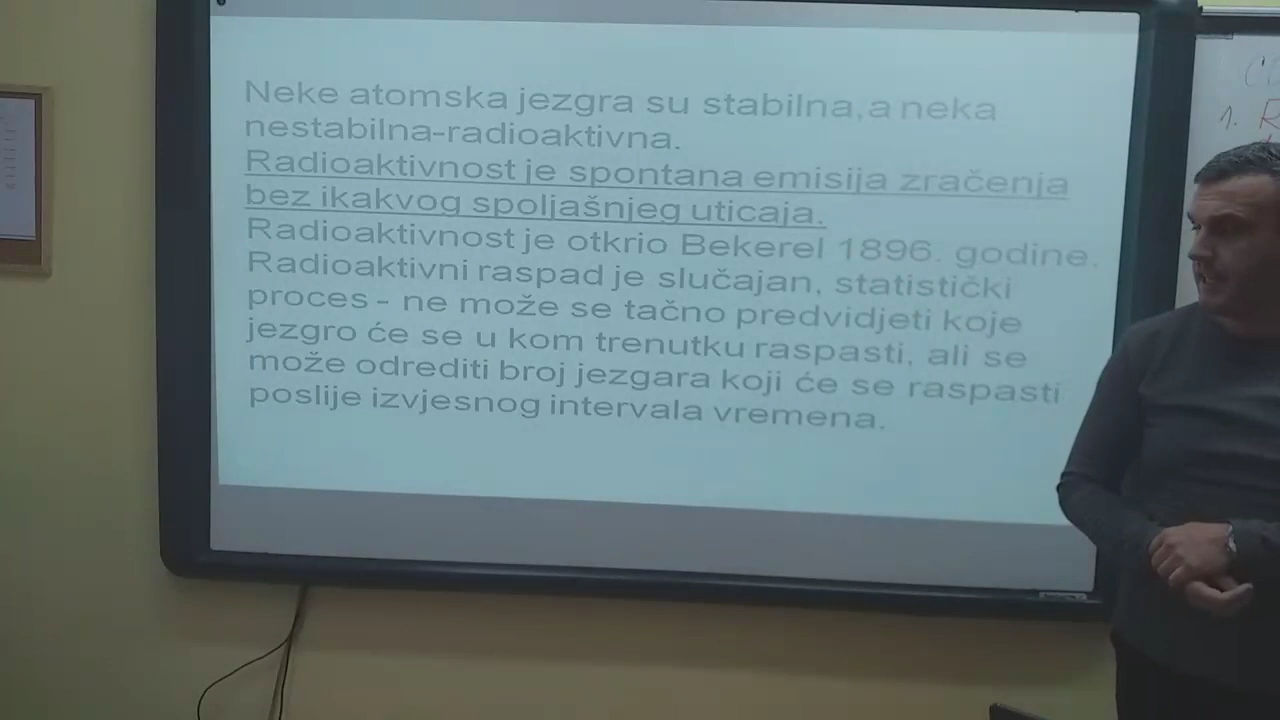 Neke atomska jezgra su stabilna,a neka
nestabilna-radioaktivna.
Radioaktivnost je spontana emisija zračenja
bez ikakvog spoljašnjeg uticaja.
Radioaktivnost je otkrio Bekerel 1896. godine.
Radioaktivni raspad je slučajan, statistički
proces - ne može se tačno predvidjeti koje
jezgro će se u kom trenutku raspasti, ali se
može odrediti broj jezgara koji će se raspasti
poslije izvjesnog intervala vremena.
1. R